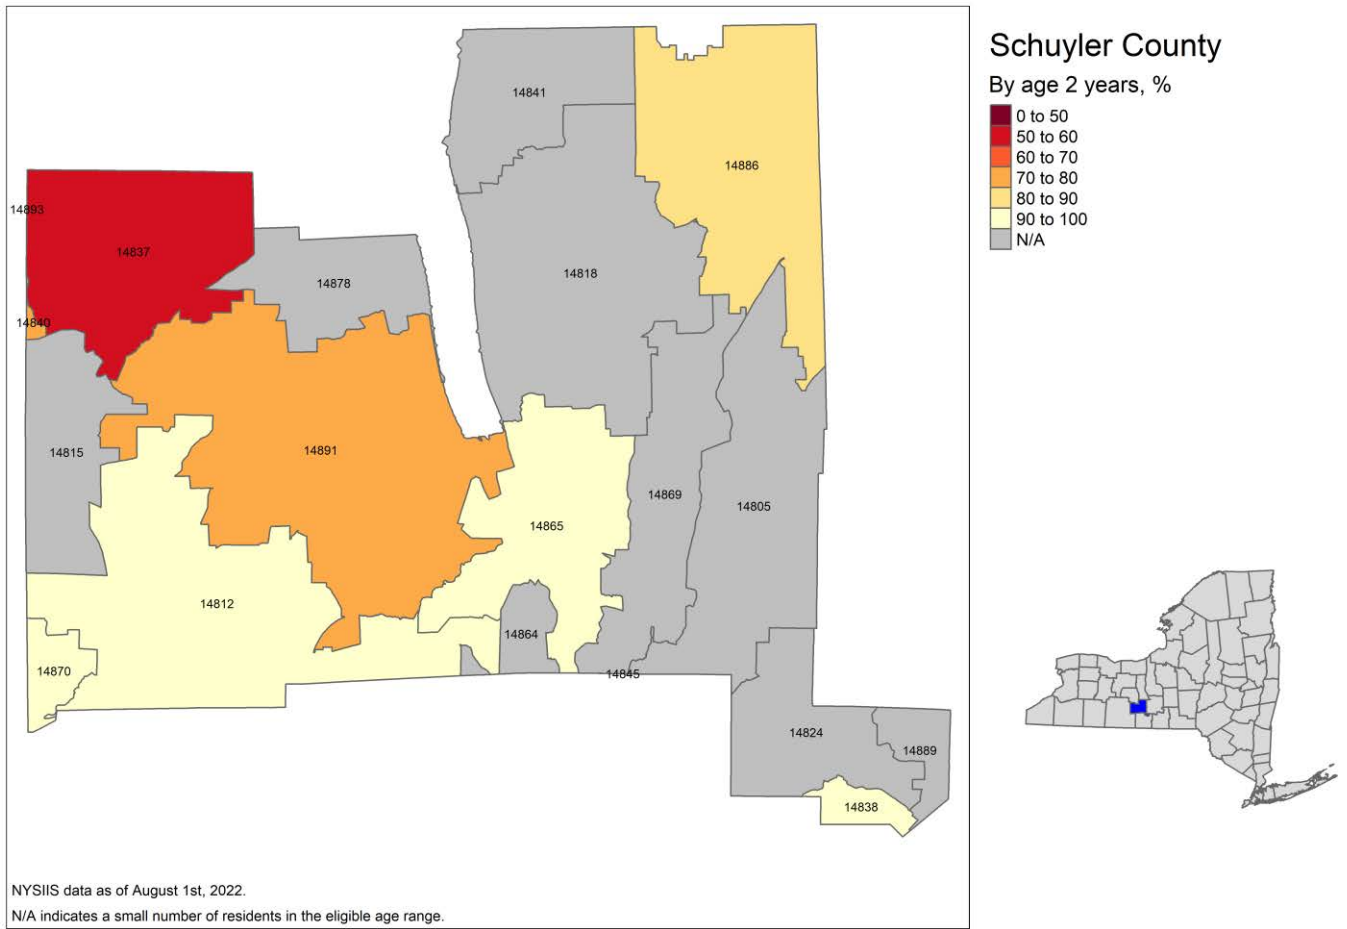 Schuyler County
By age 2 years, %
0 to 50
50 to 60
60 to 70
70 to 80
80 to 90
90 to 100
N/A
14841
14886
14893
14837
14878
14818
14840
14815
14891
14869
14805
14865
14812
14864
14870
14845
14824
14889
14838
NYSIIS data as of August 1st, 2022.
N/A indicates a small number of residents in the eligible age range.